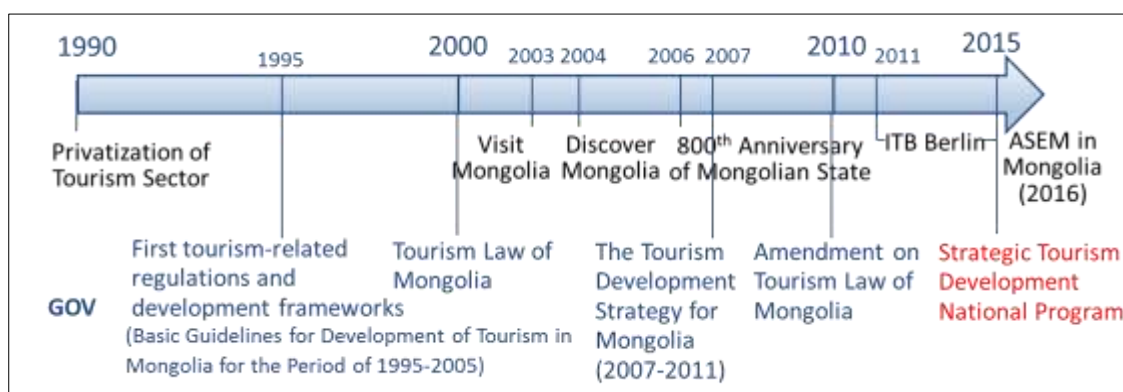 1990
1995
2000
2003
2004
2006
2007
2010
2011
2015
Privatization of
Tourism Sector
Visit
Mongolia
Discover
Mongolia
800th Anniversary
of Mongolian State
ITB Berlin
ASEM in
Mongolia
(2016)
GOV
First tourism-related
regulations and
development frameworks
(Basic Guidelines for Development of Tourism in
Mongolia for the Period of 1995-2005)
Tourism Law of
Mongolia
The Tourism
Development
Strategy for
Mongolia
(2007-2011)
Amendment on
Tourism Law of
Mongolia
Strategic Tourism
Development
National Program